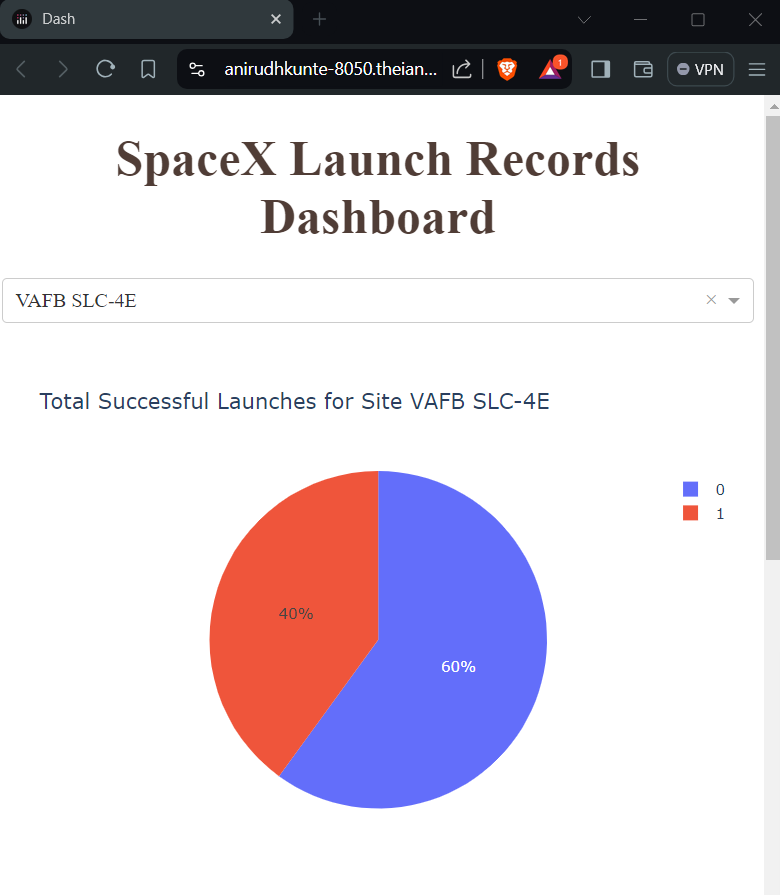 Dash
anirudhkunte-8050.theian...
1
VPN
SpaceX Launch Records
Dashboard
VAFB SLC-4E
Total Successful Launches for Site VAFB SLC-4E
0
1
40%
60%